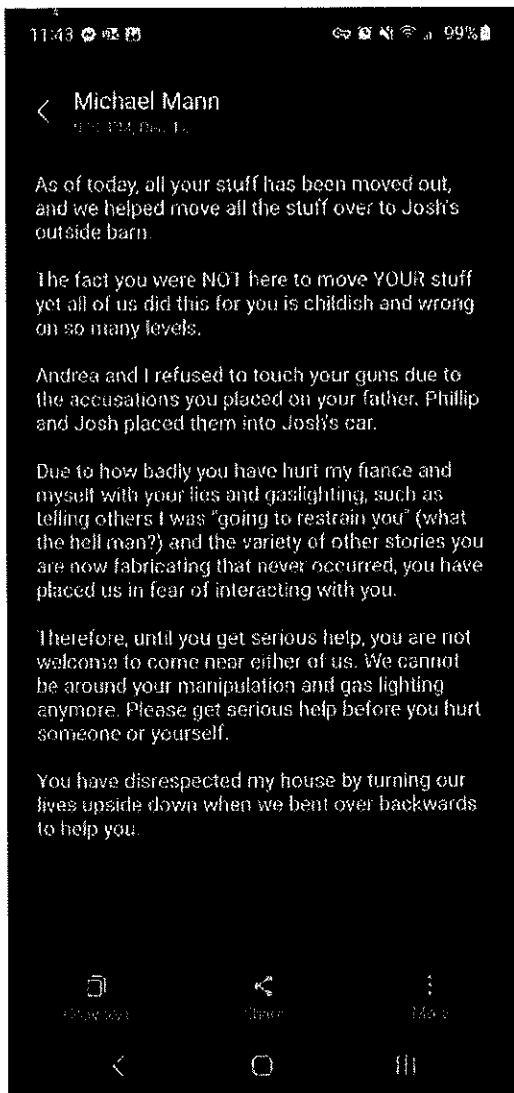 11:43
99%
Michael Mann
As of today, all your stuff has been moved out,
and we helped move all the stuff over to Josh's
outside barn.
The fact you were NOT here to move YOUR stuff
yet all of us did this for you is childish and wrong
on so many levels.
Andrea and I refused to touch your guns due to
the accusations you placed on your father. Phillip
and Josh placed them into Josh's car.
Due to how badly you have hurt my fiance and
myself with your lies and gaslighting, such as
telling others I was "going to restrain you" (what
the hell man?) and the variety of other stories you
are now fabricating that never occurred, you have
placed us in fear of interacting with you.
Therefore, until you get serious help, you are not
welcome to come near either of us. We cannot
be around your manipulation and gas lighting
anymore. Please get serious help before you hurt
someone or yourself.
You have disrespected my house by turning our
lives upside down when we bent over backwards
to help you.
Share
More